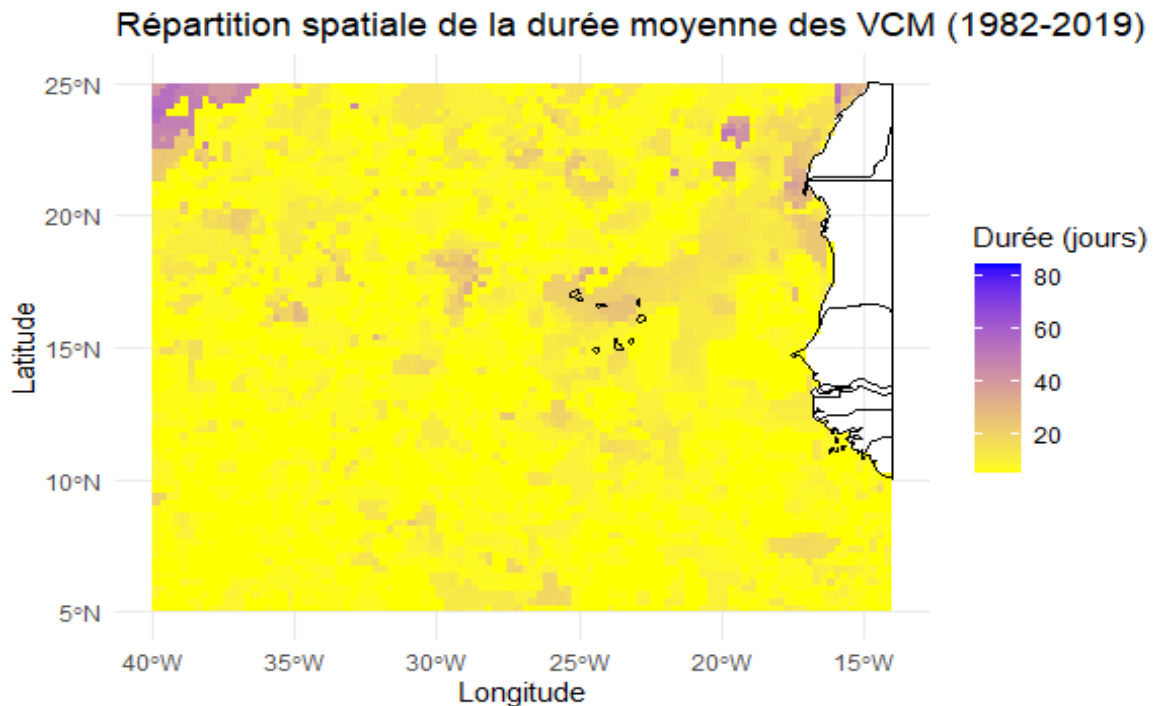 Répartition spatiale de la durée moyenne des VCM (1982-2019)
25°N
20°N
15°N
10°N
5°N
Latitude
40°W
35°W
30°W
25°W
20°W
15°W
Longitude
Durée (jours)
80
60
40
20